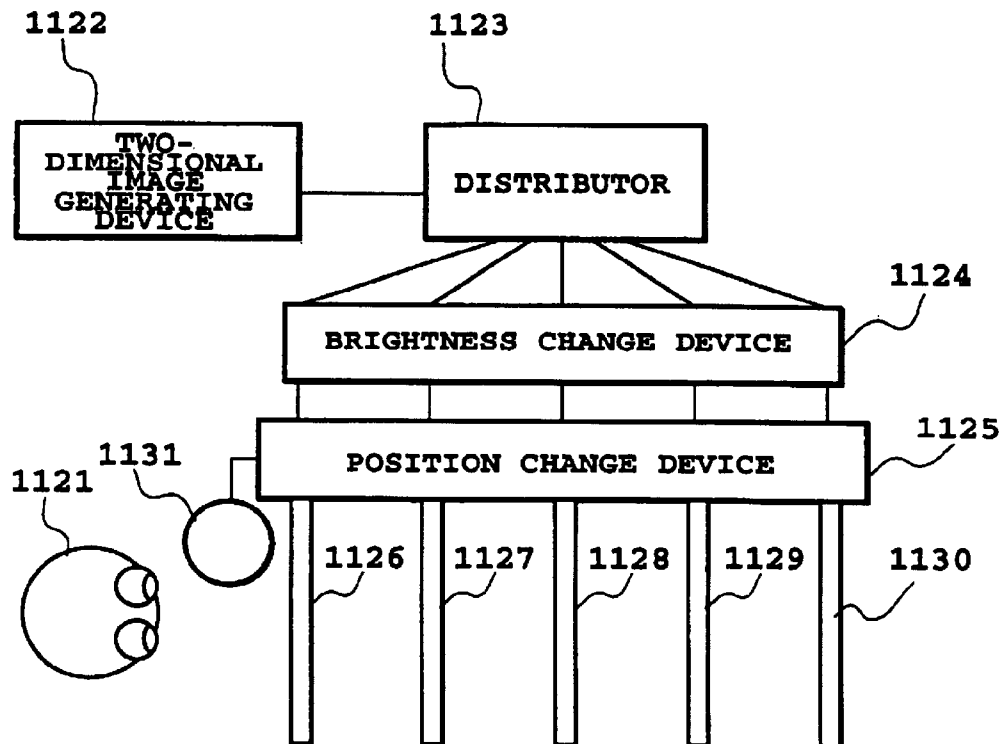 1122
1123
TWO-
DIMENSIONAL
IMAGE
GENERATING
DEVICE
DISTRIBUTOR
1124
BRIGHTNESS CHANGE DEVICE
1125
POSITION CHANGE DEVICE
1131
1121
1126
1127
1128
1129
1130